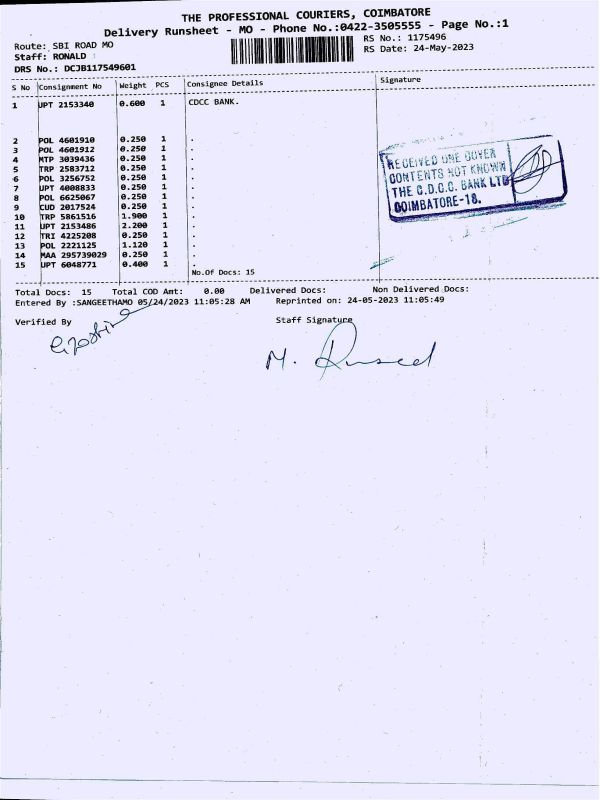 THE PROFESSIONAL COURIERS, COIMBATORE
Delivery Runsheet - MO - Phone No.:0422-3505555 - Page No.:1
Route: SBI ROAD MO
RS No.: 1175496
Staff: RONALD
RS Date: 24-May-2023
DRS No.: DCJB117549601
S No Consignment No Weight PCS Consignee Details Signature
1 UPT 2153340 0.600 1 CDCC BANK.
2 POL 4601910 0.250 1 .
3 POL 4601912 0.250 1 .
4 MTP 3039436 0.250 1 .
5 TRP 2583712 0.250 1 .
6 POL 3256752 0.250 1 .
7 UPT 4008833 0.250 1 .
8 POL 6625067 0.250 1 .
9 CUD 2017524 0.250 1 .
10 TRP 5861516 1.900 1 .
11 UPT 2153486 2.200 1 .
12 TRI 4225208 0.250 1 .
13 POL 2221125 1.120 1 .
14 MAA 295739029 0.250 1 .
15 UPT 6048771 0.400 1 .
RECEIVED ONE COVER
CONTENTS NOT KNOWN
THE C.D.C.C. BANK LTD
COIMBATORE-18.
No.Of Docs: 15
Total Docs: 15 Total COD Amt: 0.00 Delivered Docs: Non Delivered Docs:
Entered By :SANGEETHAMO 05/24/2023 11:05:28 AM Reprinted on: 24-05-2023 11:05:49
Verified By Staff Signature
M.